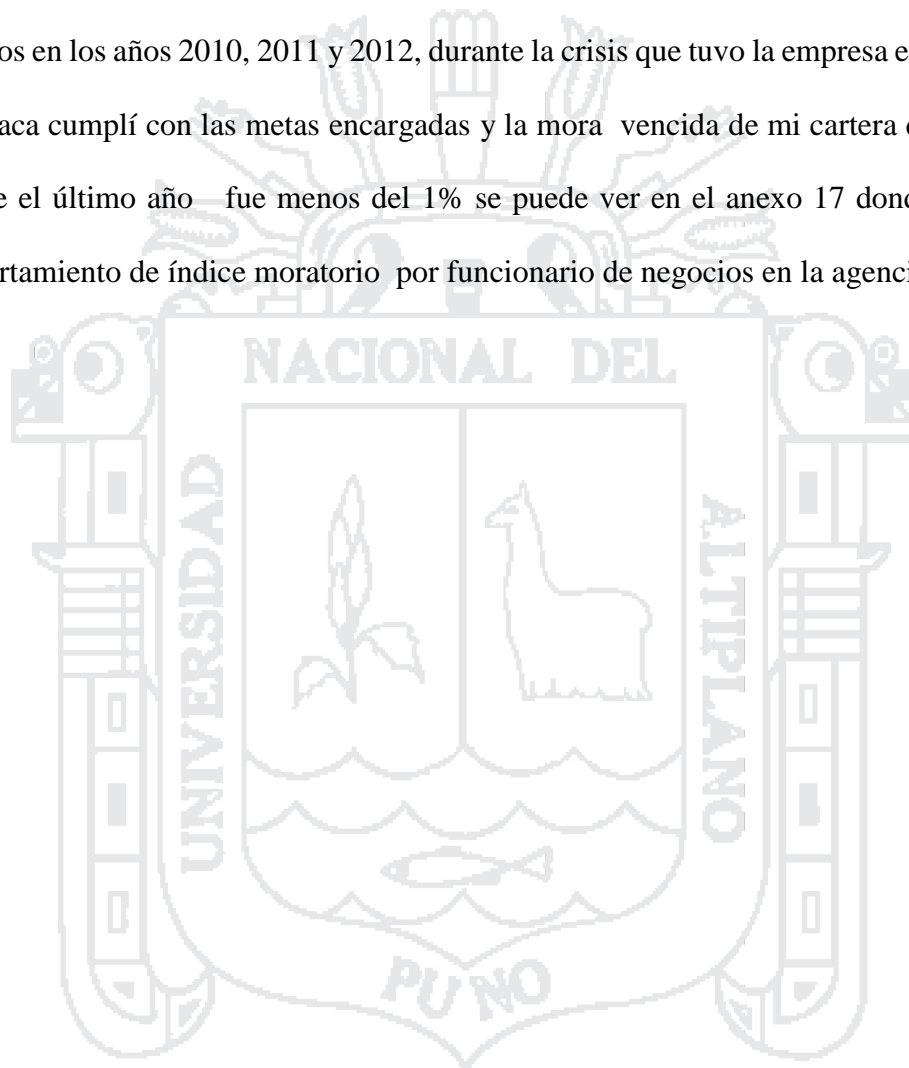 os en los años 2010, 2011 y 2012, durante la crisis que tuvo la empresa e
aca cumplí con las metas encargadas y la mora vencida de mi cartera
e el último año fue menos del 1% se puede ver en el anexo 17 donc
rtamiento de índice moratorio por funcionario de negocios en la agenci
NACIONAL DEL
UNIVERSIDAD
ALTIPLANO
PUNO